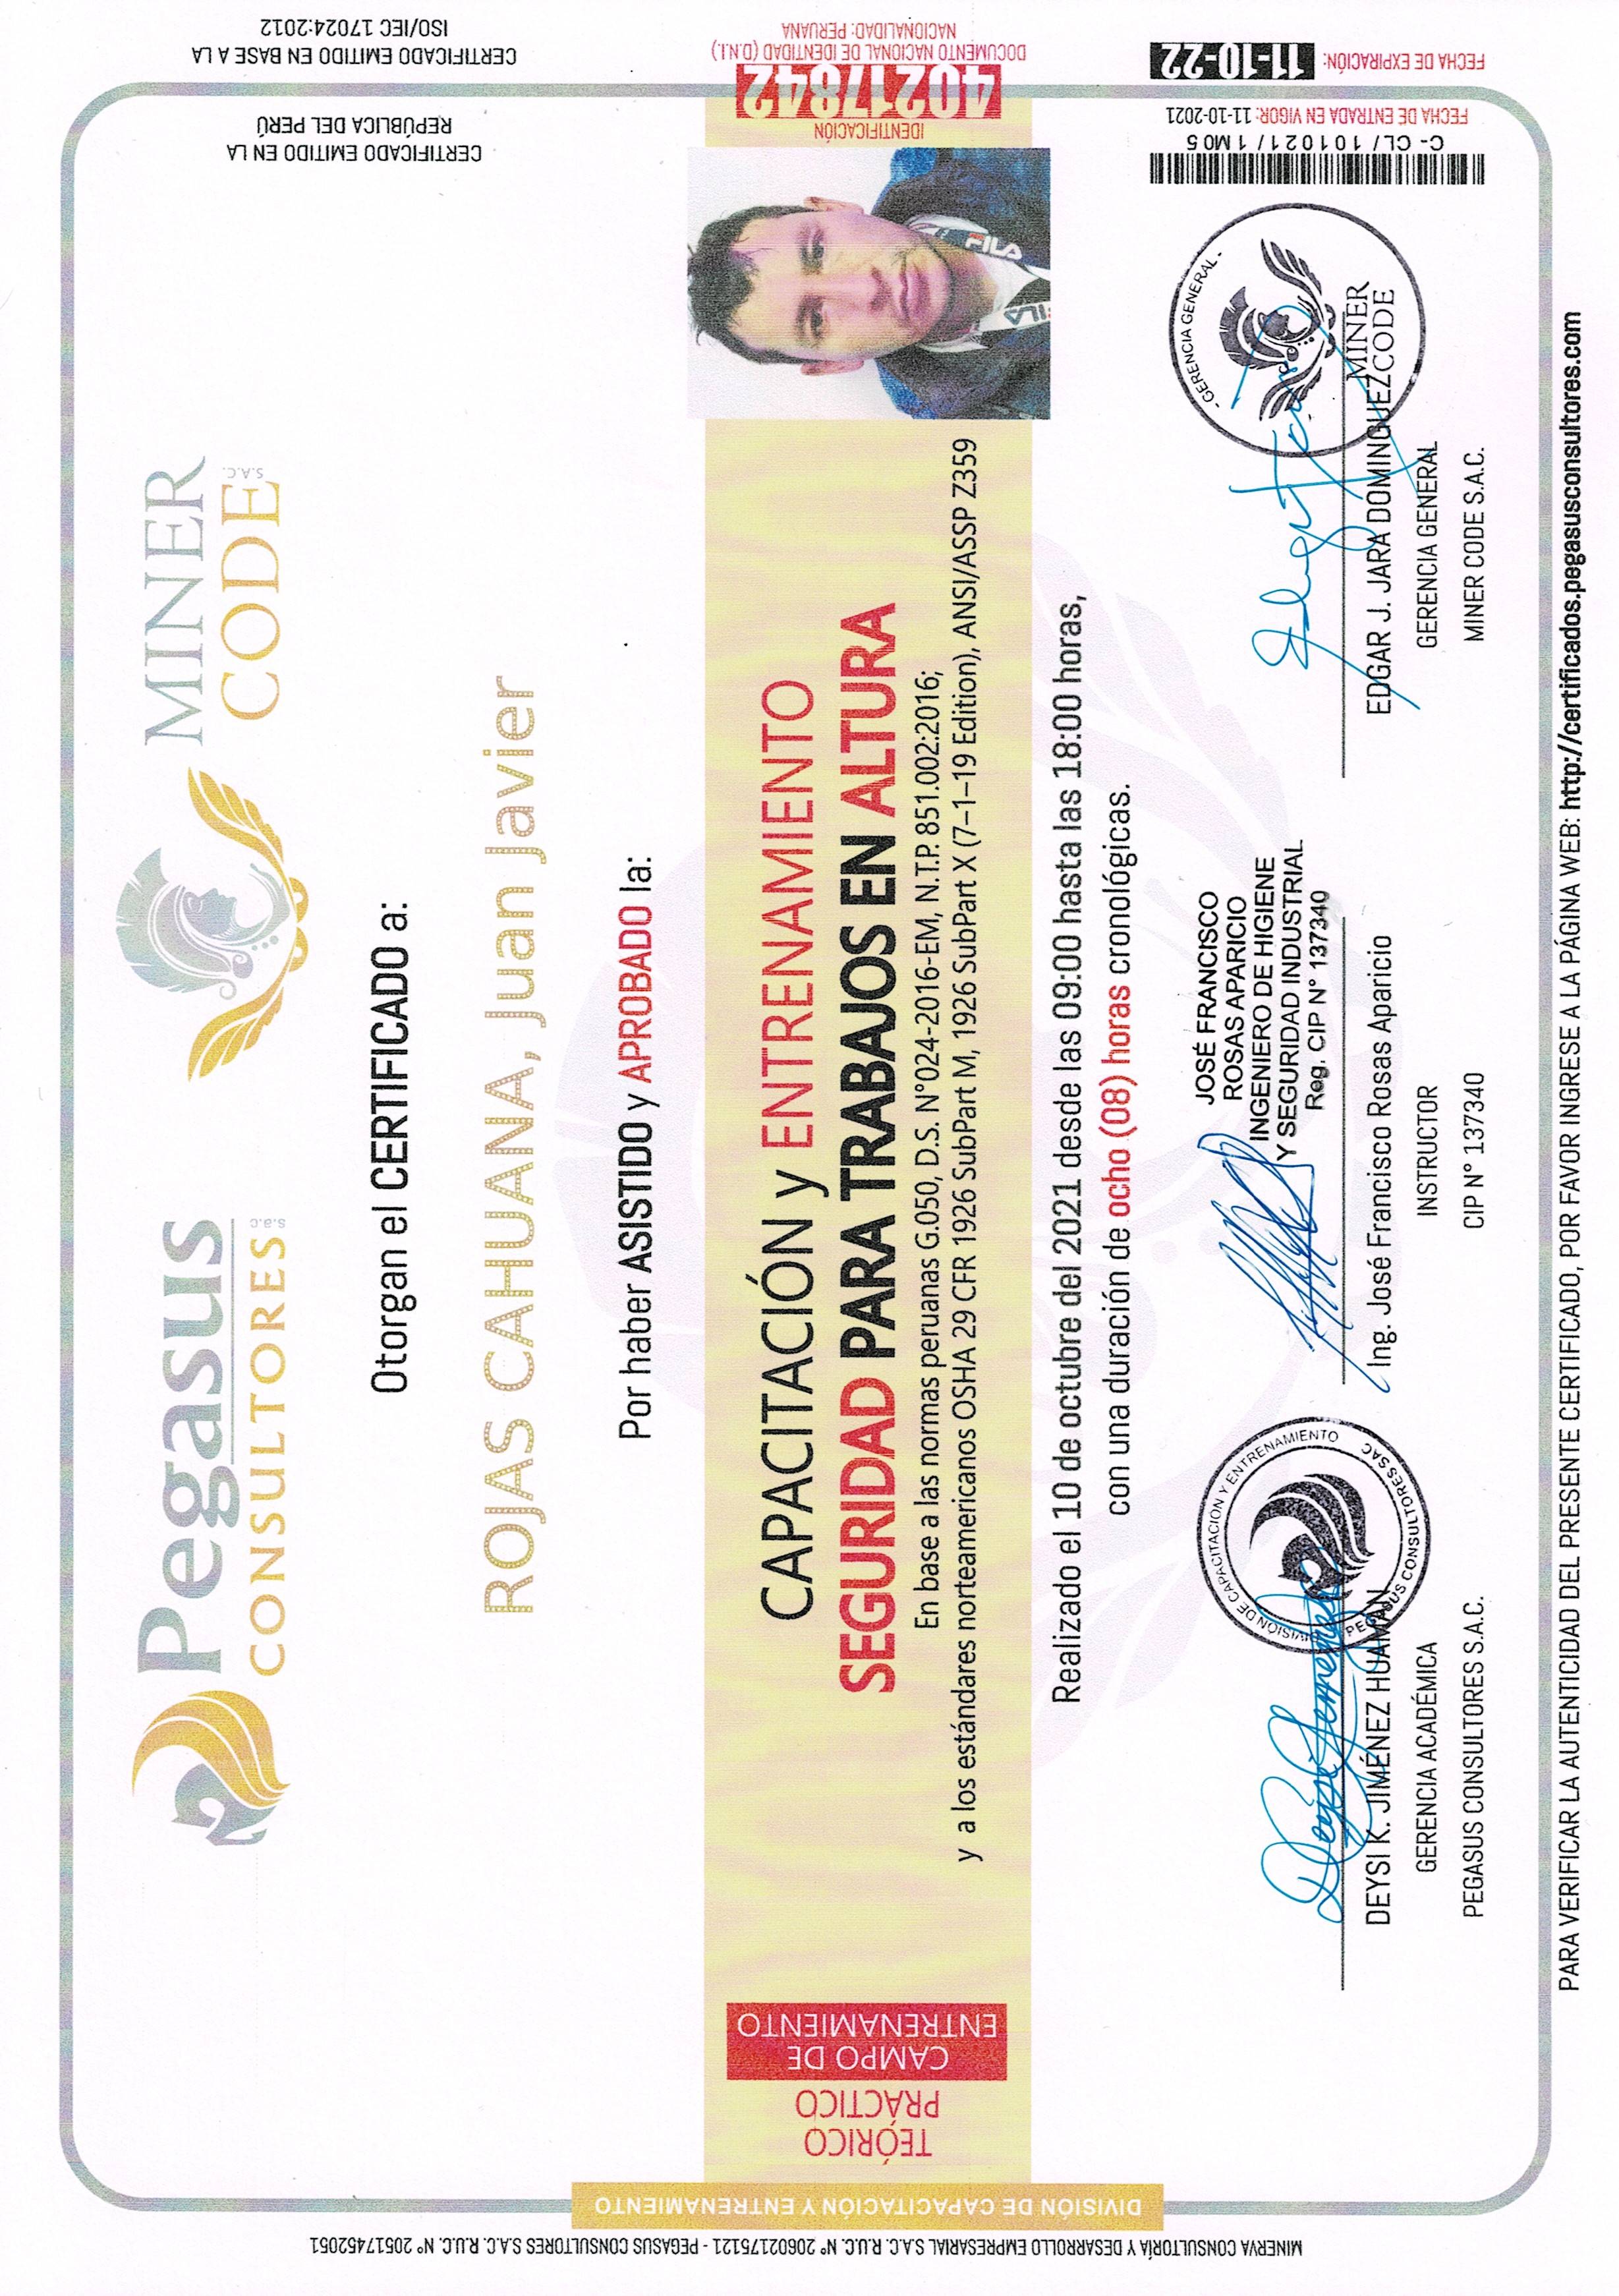 Pegasus
CONSULTORES s.a.c
MINER
CODE S.A.C.
Otorgan el CERTIFICADO a:
ROJAS CAHUANA, Juan Javier
Por haber ASISTIDO y APROBADO la:
TEÓRICO
PRÁCTICO
CAMPO DE
ENTRENAMIENTO
CAPACITACIÓN y ENTRENAMIENTO
SEGURIDAD PARA TRABAJOS EN ALTURA
En base a las normas peruanas G.050, D.S. N°024-2016-EM, N.T.P. 851.002:2016;
y a los estándares norteamericanos OSHA 29 CFR 1926 SubPart M, 1926 SubPart X (7–1–19 Edition), ANSI/ASSP Z359
FILA
Realizado el 10 de octubre del 2021 desde las 09:00 hasta las 18:00 horas,
con una duración de ocho (08) horas cronológicas.
DIVISIÓN DE CAPACITACIÓN Y ENTRENAMIENTO
PEGASUS CONSULTORES SAC
DEYSI K. JIMÉNEZ HUAMAN
GERENCIA ACADÉMICA
PEGASUS CONSULTORES S.A.C.
JOSÉ FRANCISCO
ROSAS APARICIO
INGENIERO DE HIGIENE
Y SEGURIDAD INDUSTRIAL
Reg. CIP N° 137340
Ing. José Francisco Rosas Aparicio
INSTRUCTOR
CIP N° 137340
- GERENCIA GENERAL -
MINER
CODE
EDGAR J. JARA DOMINGUEZ
GERENCIA GENERAL
MINER CODE S.A.C.
PARA VERIFICAR LA AUTENTICIDAD DEL PRESENTE CERTIFICADO, POR FAVOR INGRESE A LA PÁGINA WEB: http://certificados.pegasusconsultores.com
MINERVA CONSULTORÍA Y DESARROLLO EMPRESARIAL S.A.C. R.U.C. N° 20602175121 - PEGASUS CONSULTORES S.A.C. R.U.C. N° 20517452051
DIVISIÓN DE CAPACITACIÓN Y ENTRENAMIENTO
CERTIFICADO EMITIDO EN LA
REPÚBLICA DEL PERÚ
CERTIFICADO EMITIDO EN BASE A LA
ISO/IEC 17024:2012
IDENTIFICACIÓN
40217842
DOCUMENTO NACIONAL DE IDENTIDAD (D.N.I.)
NACIONALIDAD: PERUANA
C- CL/ 101021/ 1M05
FECHA DE ENTRADA EN VIGOR: 11-10-2021
FECHA DE EXPIRACIÓN: 11-10-22